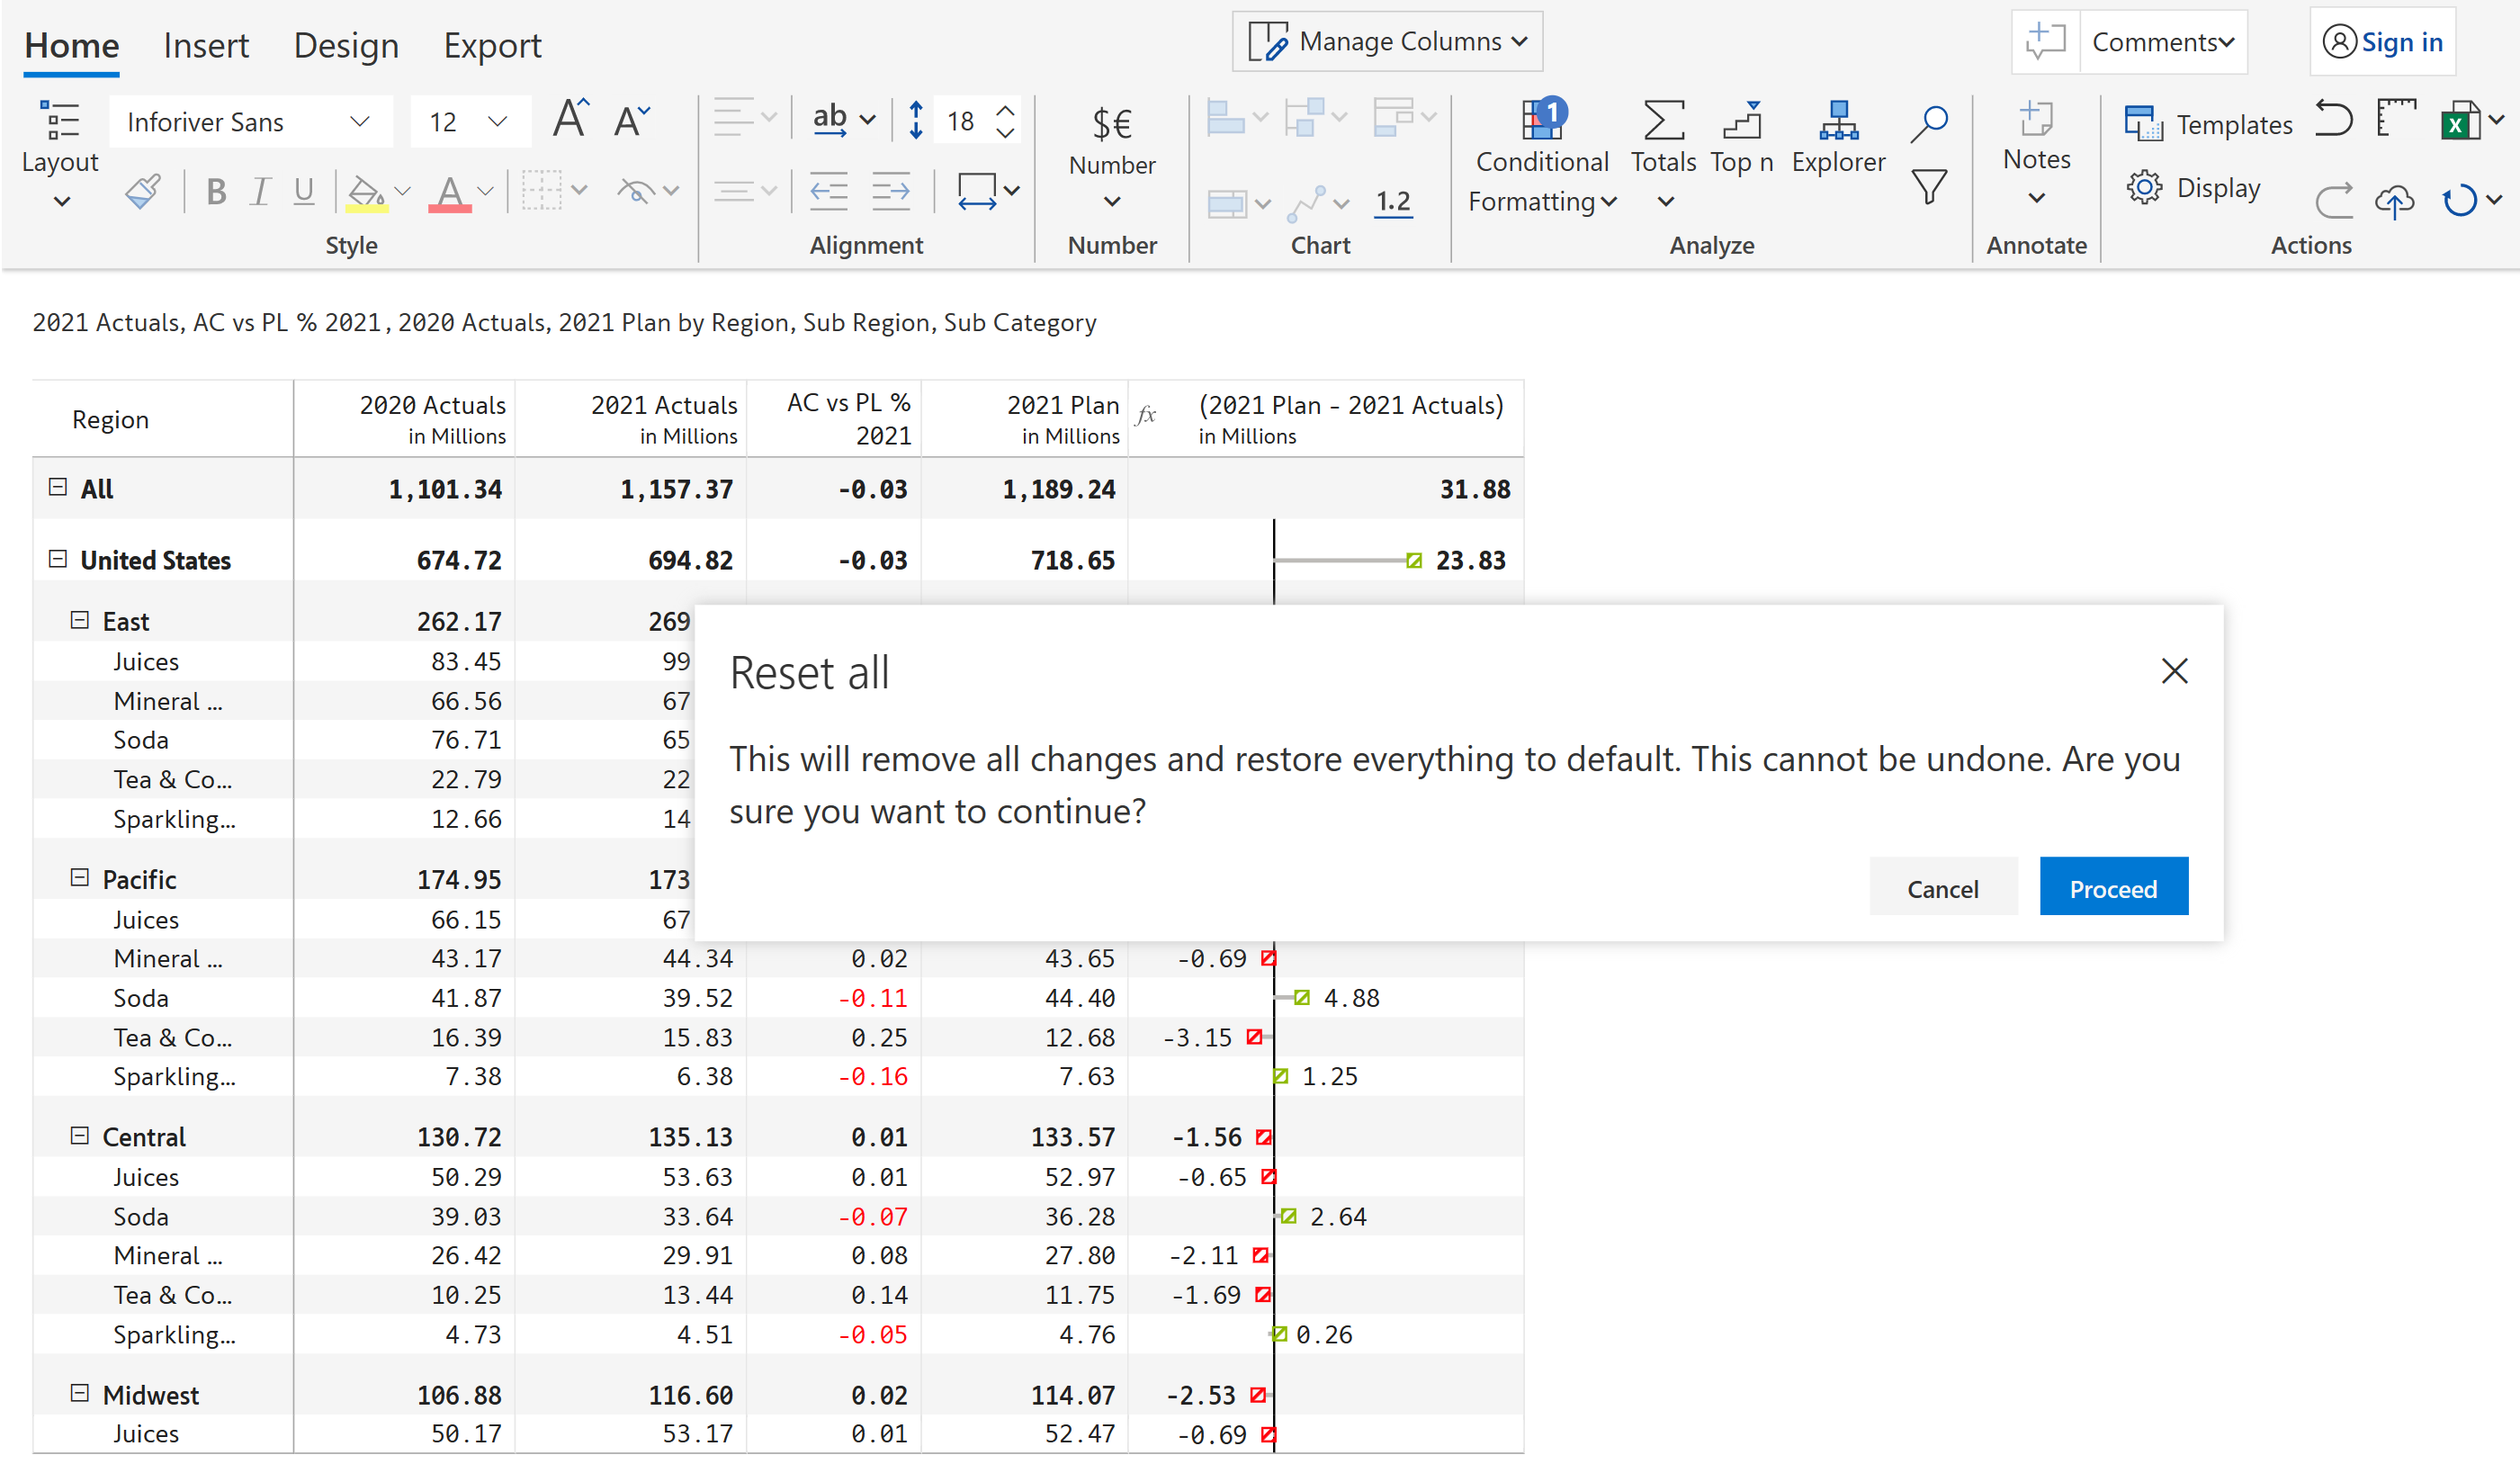 Home Insert Design Export Manage Columns Comments Sign in
Inforiver Sans 12 ab 18 $€ 1 Templates
Layout Number Conditional Totals Top n Explorer Notes
B I U A Formatting 1.2 Display
Style Alignment Number Chart Analyze Annotate Actions
2021 Actuals, AC vs PL % 2021, 2020 Actuals, 2021 Plan by Region, Sub Region, Sub Category
Region 2020 Actuals in Millions 2021 Actuals in Millions AC vs PL % 2021 2021 Plan in Millions fx (2021 Plan - 2021 Actuals) in Millions
All 1,101.34 1,157.37 -0.03 1,189.24 31.88
United States 674.72 694.82 -0.03 718.65 23.83
East 262.17 269
Juices 83.45 99
Mineral ... 66.56 67
Soda 76.71 65
Tea & Co... 22.79 22
Sparkling... 12.66 14
Pacific 174.95 173
Juices 66.15 67
Reset all
This will remove all changes and restore everything to default. This cannot be undone. Are you
sure you want to continue?
Cancel Proceed
Mineral ... 43.17 44.34 0.02 43.65 -0.69
Soda 41.87 39.52 -0.11 44.40 4.88
Tea & Co... 16.39 15.83 0.25 12.68 -3.15
Sparkling... 7.38 6.38 -0.16 7.63 1.25
Central 130.72 135.13 0.01 133.57 -1.56
Juices 50.29 53.63 0.01 52.97 -0.65
Soda 39.03 33.64 -0.07 36.28 2.64
Mineral ... 26.42 29.91 0.08 27.80 -2.11
Tea & Co... 10.25 13.44 0.14 11.75 -1.69
Sparkling... 4.73 4.51 -0.05 4.76 0.26
Midwest 106.88 116.60 0.02 114.07 -2.53
Juices 50.17 53.17 0.01 52.47 -0.69